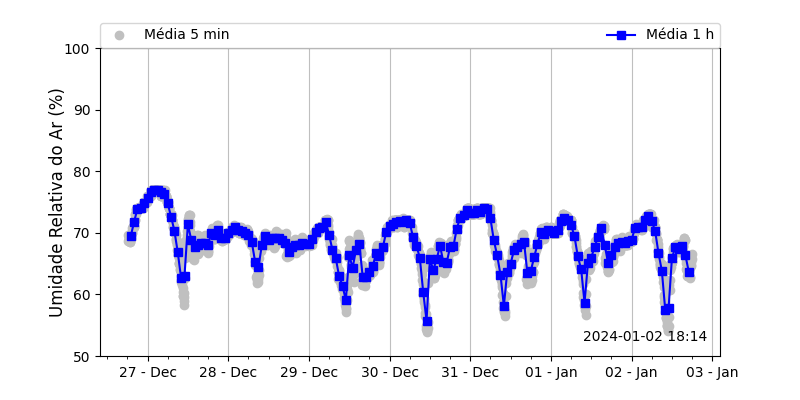 Média 5 min
Média 1 h
Umidade Relativa do Ar (%)
100
90
80
70
60
50
2024-01-02 18:14
27 - Dec
28 - Dec
29 - Dec
30 - Dec
31 - Dec
01 - Jan
02 - Jan
03 - Jan